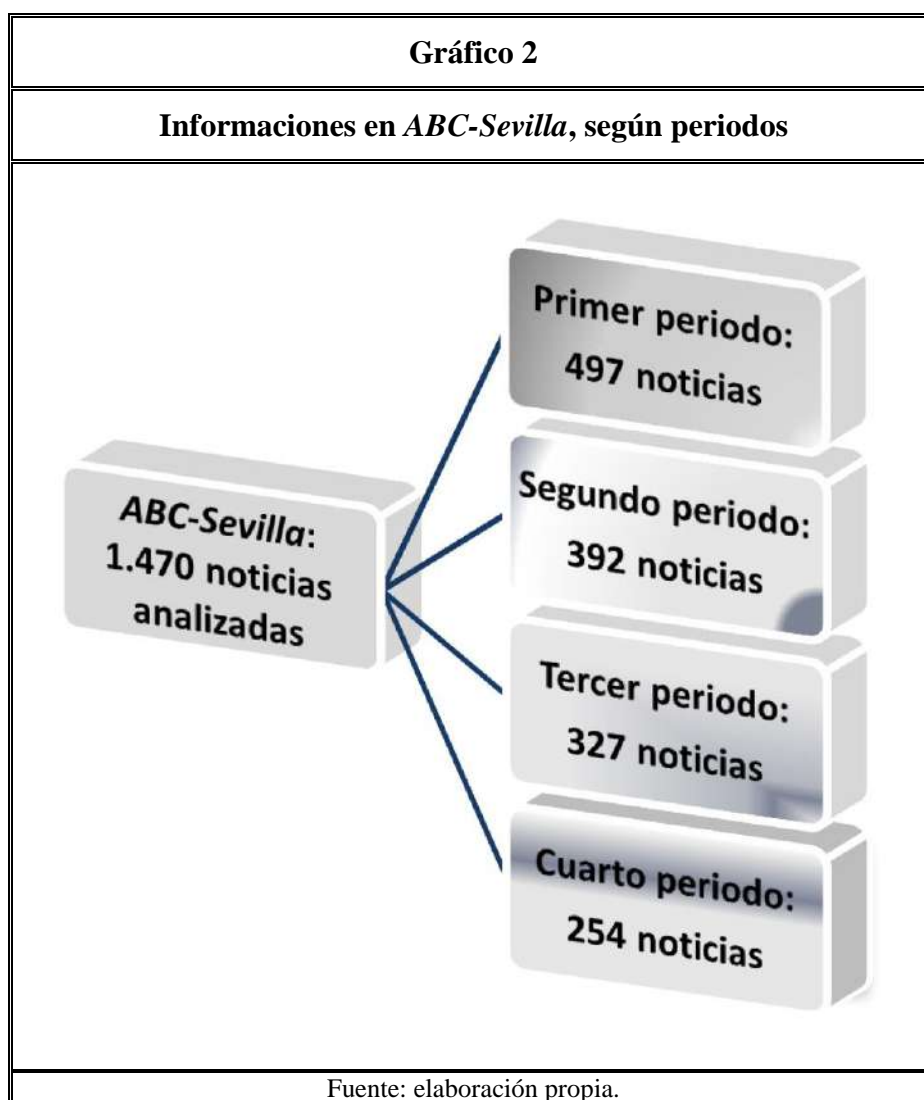 Gráfico 2
Informaciones en ABC-Sevilla, según periodos
ABC-Sevilla:
1.470 noticias
analizadas
Primer periodo:
497 noticias
Segundo periodo:
392 noticias
Tercer periodo:
327 noticias
Cuarto periodo:
254 noticias
Fuente: elaboración propia.